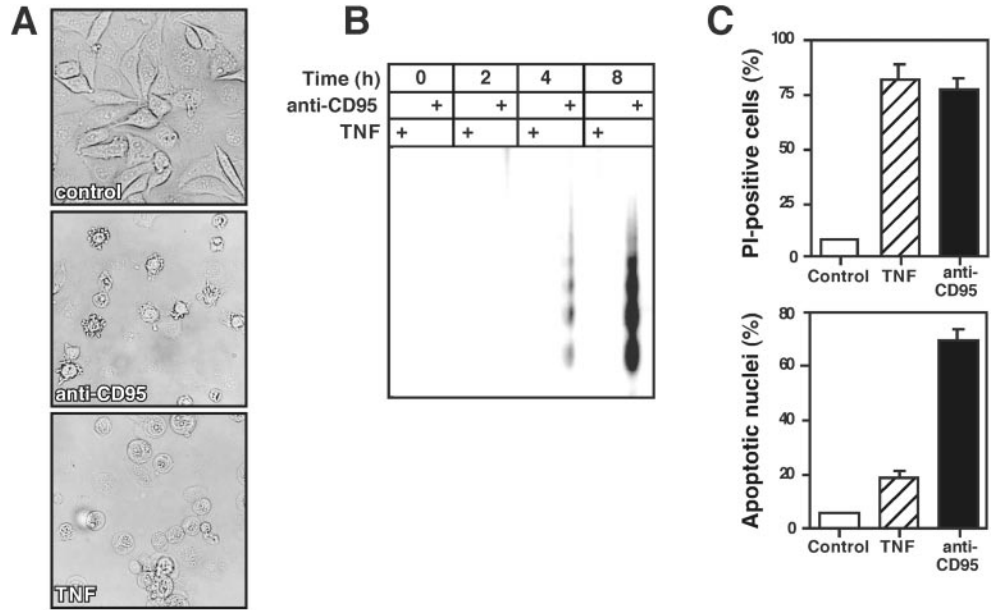 A
control
anti-CD95
TNF
B
Time (h) 0 2 4 8
anti-CD95 + + + +
TNF + + + +
C
PI-positive cells (%)
100
75
50
25
0
Control TNF anti-
CD95
Apoptotic nuclei (%)
80
60
40
20
0
Control TNF anti-
CD95